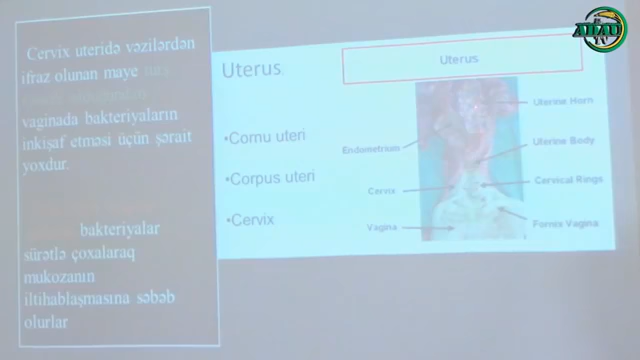 Cervix uteridə vəzilərdən
ifraz olunan maye
vaginada bakteriyaların
inkişaf etməsi üçün şərait
yoxdur.
bakteriyalar
sürətlə çoxalaraq
mukozanın
iltihablaşmasına səbəb
olurlar
Uterus
•Cornu uteri
•Corpus uteri
•Cervix
Uterus
Uterine Horn
Uterine Body
Endometrium
Cervical Rings
Cervix
Fornix Vagina
Vagina
ADAU
TV